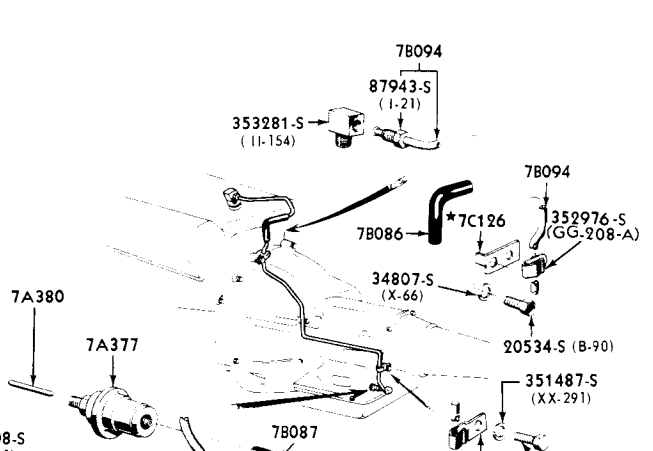 7B094
87943-S
(I-21)
353281-S
(II-154)
7B094
352976-S
(GG-208-A)
★7C126
7B086
34807-S
(X-66)
7A380
7A377
20534-S (B-90)
351487-S
(XX-291)
7B087
8-S